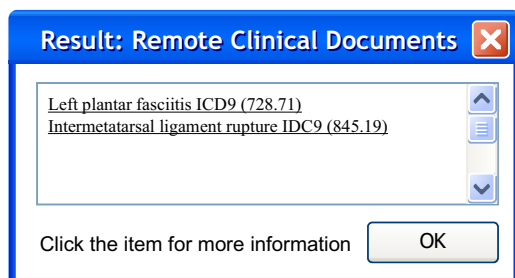 Result: Remote Clinical Documents
Left plantar fasciitis ICD9 (728.71)
Intermetatarsal ligament rupture IDC9 (845.19)
Click the item for more information
OK